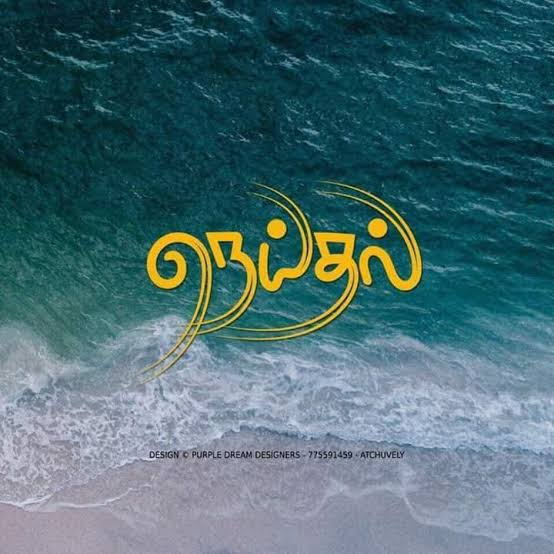 நெய்தல்
DESIGN © PURPLE DREAM DESIGNERS - 775591459 - ATCHUVELY